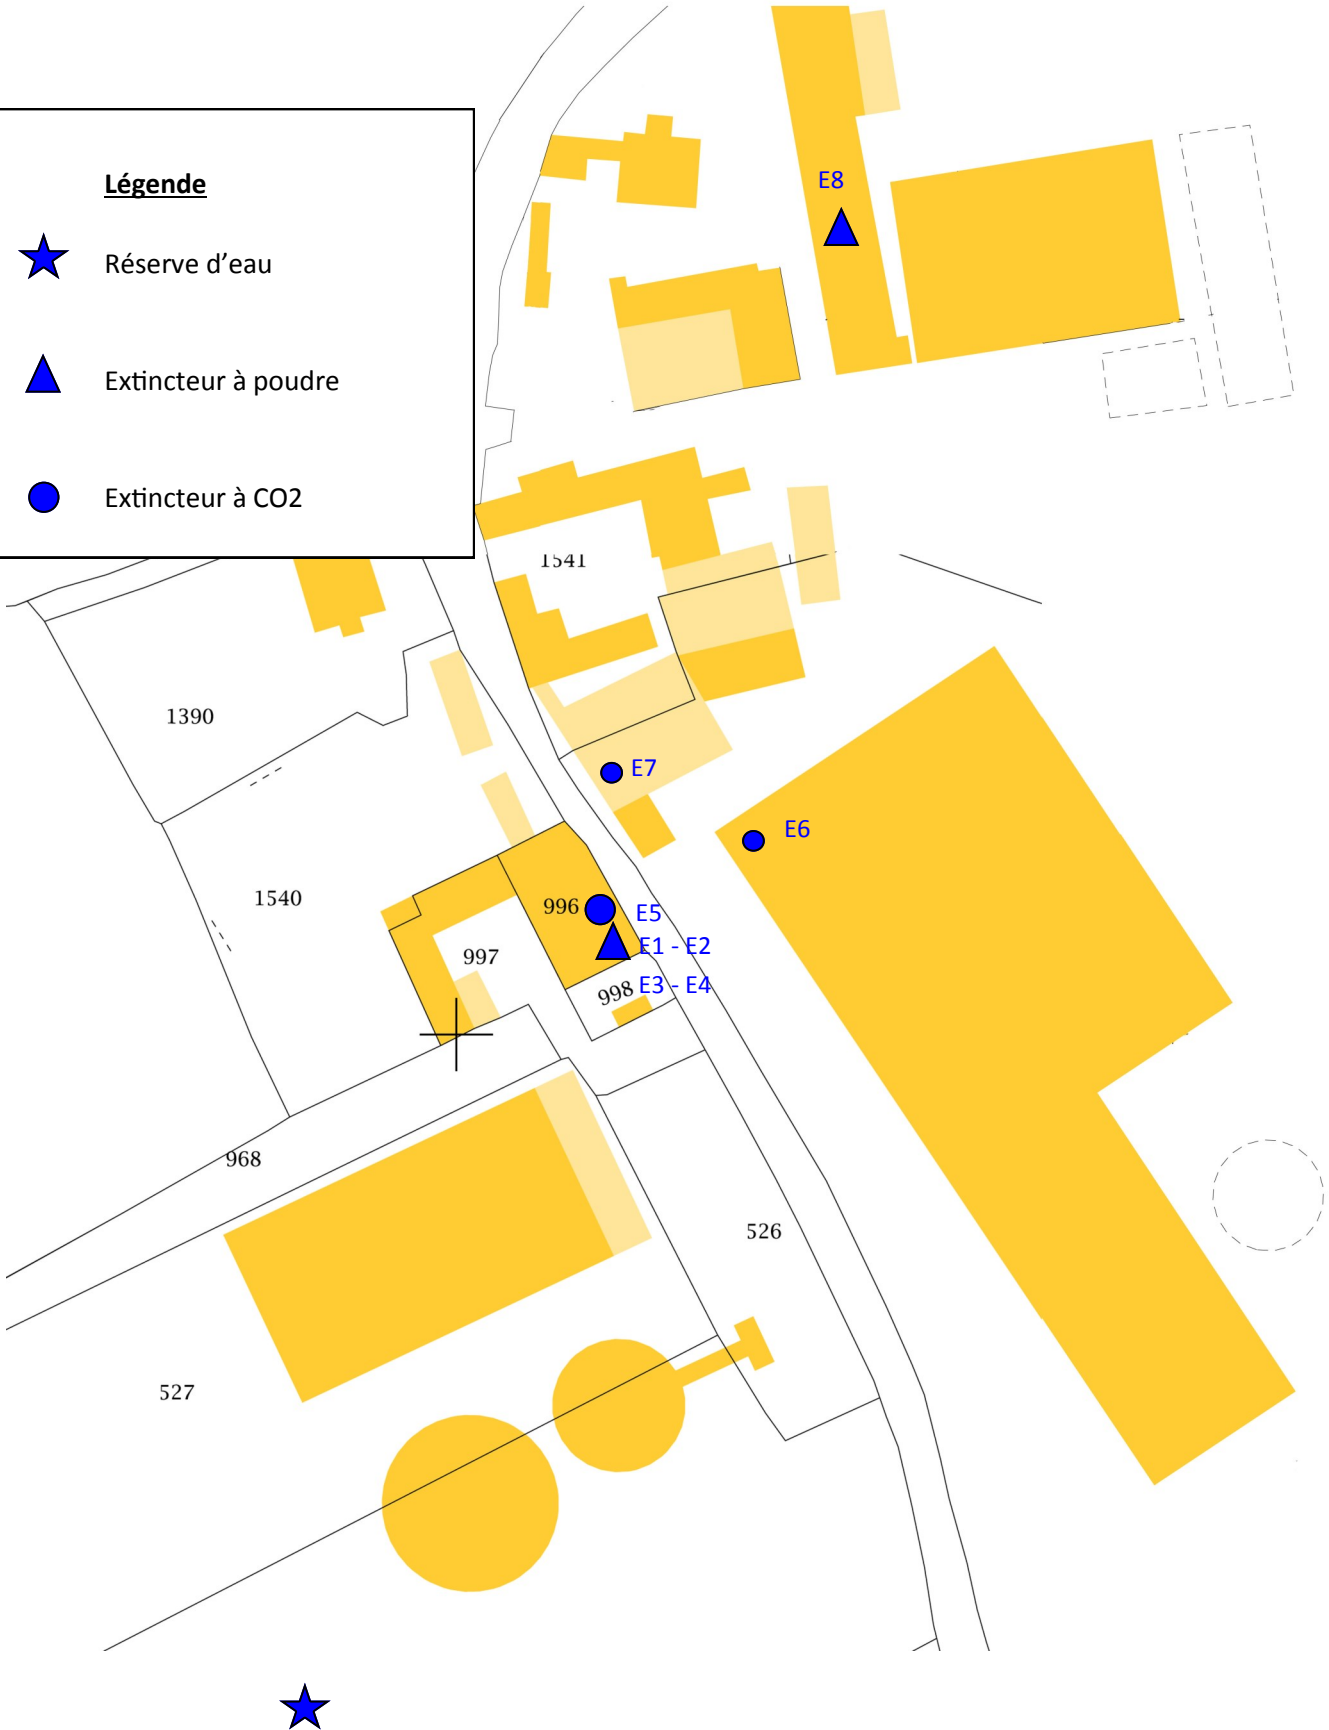 Légende
Réserve d'eau
Extincteur à poudre
Extincteur à CO2
E8
1541
1390
E7
E6
1540
996
E5
E1 - E2
997
998
E3 - E4
968
526
527